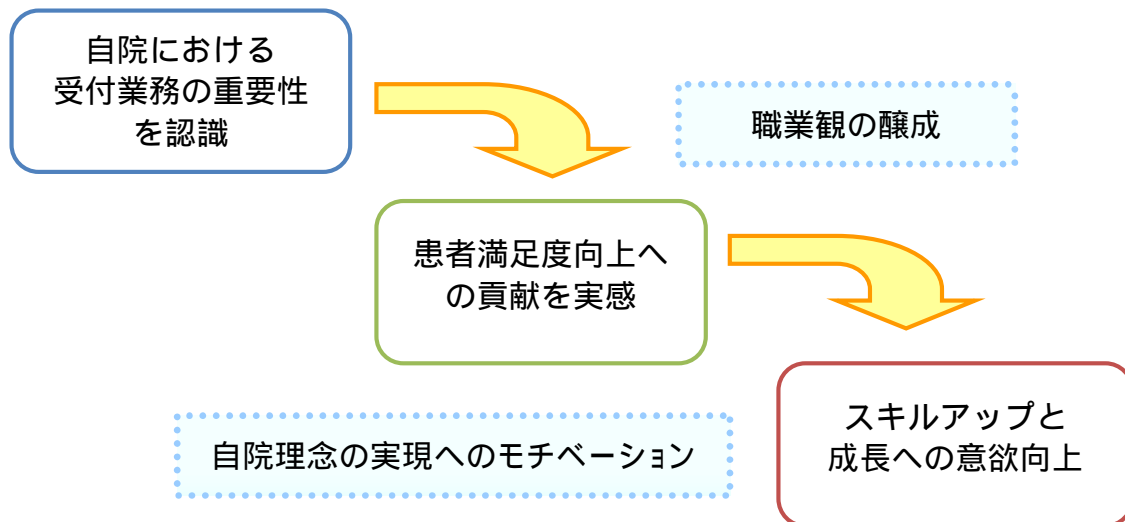 自院における
受付業務の重要性
を認識
職業観の醸成
患者満足度向上へ
の貢献を実感
スキルアップと
成長への意欲向上
自院理念の実現へのモチベーション